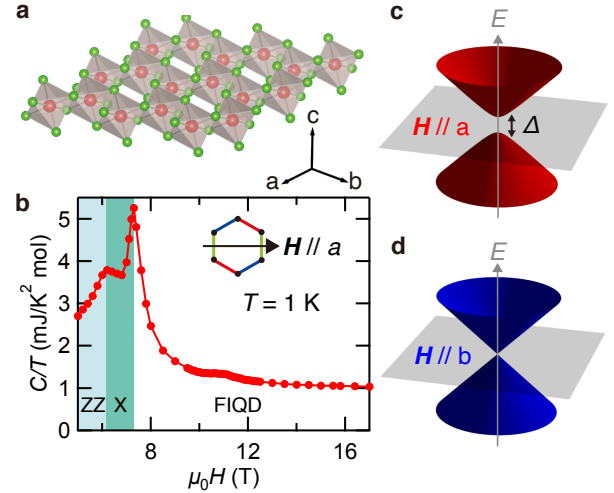 a
c
a
b
b
C/T (mJ/K² mol)
5
4
3
2
1
0
H // a
T = 1 K
ZZ
X
FIQD
8
12
16
μ₀H (T)
c
E
H // a
Δ
d
E
H // b